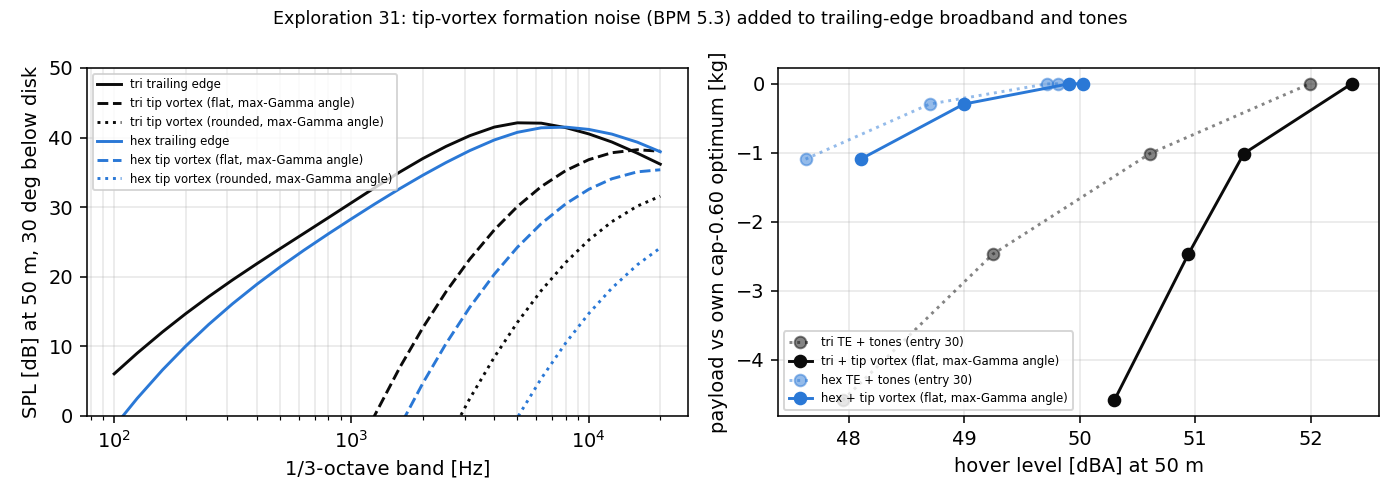 Exploration 31: tip-vortex formation noise (BPM 5.3) added to trailing-edge broadband and tones
SPL [dB] at 50 m, 30 deg below disk
50
40
30
20
10
0
tri trailing edge
tri tip vortex (flat, max-Gamma angle)
tri tip vortex (rounded, max-Gamma angle)
hex trailing edge
hex tip vortex (flat, max-Gamma angle)
hex tip vortex (rounded, max-Gamma angle)
10²
10³
10⁴
1/3-octave band [Hz]
payload vs own cap-0.60 optimum [kg]
0
−1
−2
−3
−4
tri TE + tones (entry 30)
tri + tip vortex (flat, max-Gamma angle)
hex TE + tones (entry 30)
hex + tip vortex (flat, max-Gamma angle)
48
49
50
51
52
hover level [dBA] at 50 m